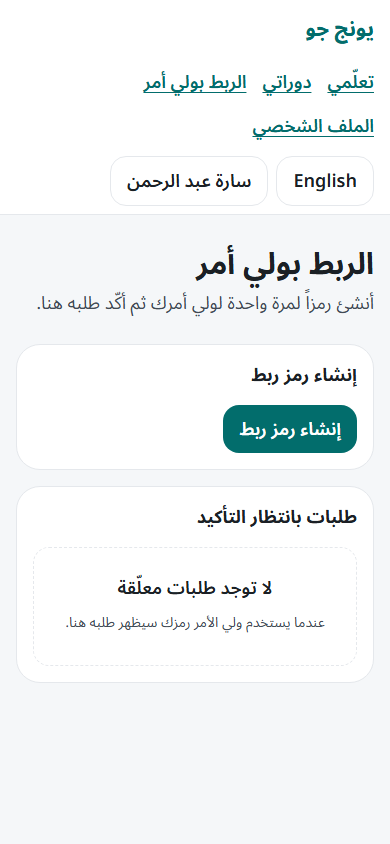 يونج جو
تعلّمي دوراتي الربط بولي أمر
الملف الشخصي
English سارة عبد الرحمن
الربط بولي أمر
أنشئ رمزاً لمرة واحدة لولي أمرك ثم أكّد طلبه هنا.
إنشاء رمز ربط
إنشاء رمز ربط
طلبات بانتظار التأكيد
لا توجد طلبات معلّقة
عندما يستخدم ولي الأمر رمزك سيظهر طلبه هنا.